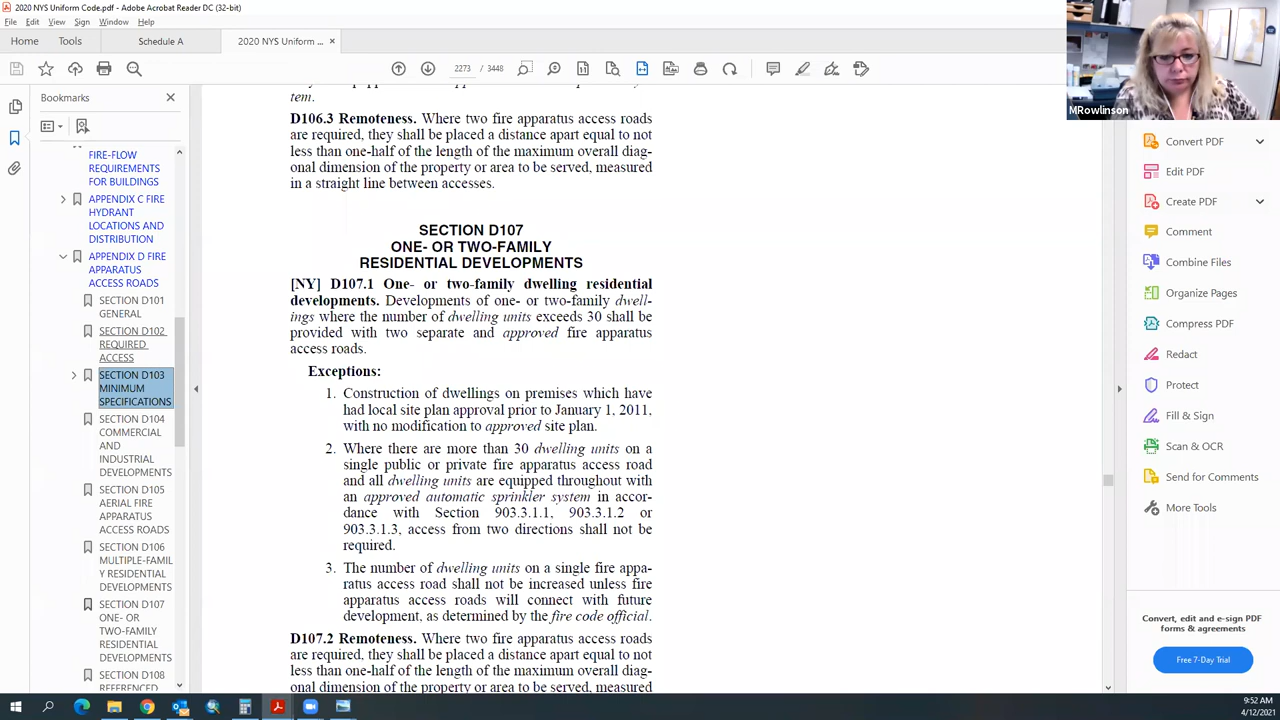 2020 NYS Uniform Code.pdf - Adobe Acrobat Reader DC (32-bit)
File Edit View Sign Window Help
Home Tools Schedule A 2020 NYS Uniform ... ×
2273 / 3448
MRowlinson
Bookmarks
FIRE-FLOW
REQUIREMENTS
FOR BUILDINGS
APPENDIX C FIRE
HYDRANT
LOCATIONS AND
DISTRIBUTION
APPENDIX D FIRE
APPARATUS
ACCESS ROADS
SECTION D101
GENERAL
SECTION D102
REQUIRED
ACCESS
SECTION D103
MINIMUM
SPECIFICATIONS
SECTION D104
COMMERCIAL
AND
INDUSTRIAL
DEVELOPMENTS
SECTION D105
AERIAL FIRE
APPARATUS
ACCESS ROADS
SECTION D106
MULTIPLE-FAMIL
Y RESIDENTIAL
DEVELOPMENTS
SECTION D107
ONE- OR
TWO-FAMILY
RESIDENTIAL
DEVELOPMENTS
SECTION D108
REFERENCED
tem.
D106.3 Remoteness. Where two fire apparatus access roads
are required, they shall be placed a distance apart equal to not
less than one-half of the length of the maximum overall diag-
onal dimension of the property or area to be served, measured
in a straight line between accesses.
SECTION D107
ONE- OR TWO-FAMILY
RESIDENTIAL DEVELOPMENTS
[NY] D107.1 One- or two-family dwelling residential
developments. Developments of one- or two-family dwell-
ings where the number of dwelling units exceeds 30 shall be
provided with two separate and approved fire apparatus
access roads.
Exceptions:
1. Construction of dwellings on premises which have
had local site plan approval prior to January 1, 2011,
with no modification to approved site plan.
2. Where there are more than 30 dwelling units on a
single public or private fire apparatus access road
and all dwelling units are equipped throughout with
an approved automatic sprinkler system in accor-
dance with Section 903.3.1.1, 903.3.1.2 or
903.3.1.3, access from two directions shall not be
required.
3. The number of dwelling units on a single fire appa-
ratus access road shall not be increased unless fire
apparatus access roads will connect with future
development, as determined by the fire code official.
D107.2 Remoteness. Where two fire apparatus access roads
are required, they shall be placed a distance apart equal to not
less than one-half of the length of the maximum overall diag-
onal dimension of the property or area to be served, measured
Convert PDF
Edit PDF
Create PDF
Comment
Combine Files
Organize Pages
Compress PDF
Redact
Protect
Fill & Sign
Scan & OCR
Send for Comments
More Tools
Convert, edit and e-sign PDF
forms & agreements
Free 7-Day Trial
9:52 AM
4/12/2021